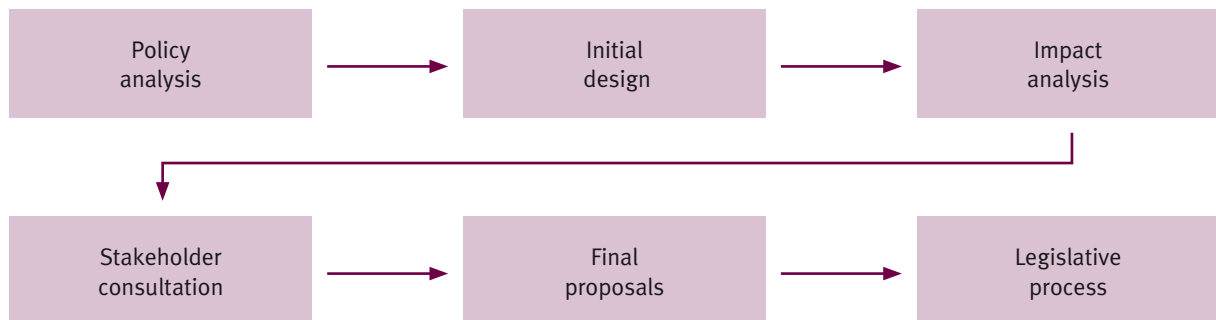 Policy
analysis
Initial
design
Impact
analysis
Stakeholder
consultation
Final
proposals
Legislative
process